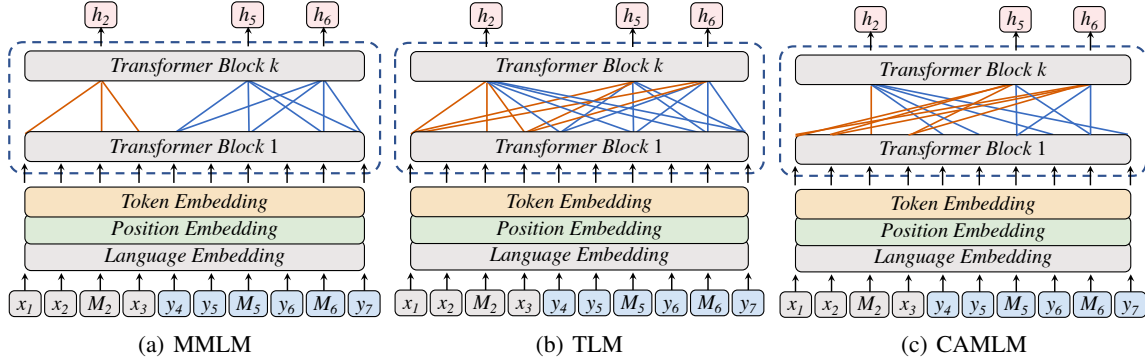 h2 h5 h6
Transformer Block k
Transformer Block 1
Token Embedding
Position Embedding
Language Embedding
x1 x2 M2 x3 y4 y5 M5 y6 M6 y7
(a) MMLM
h2 h5 h6
Transformer Block k
Transformer Block 1
Token Embedding
Position Embedding
Language Embedding
x1 x2 M2 x3 y4 y5 M5 y6 M6 y7
(b) TLM
h2 h5 h6
Transformer Block k
Transformer Block 1
Token Embedding
Position Embedding
Language Embedding
x1 x2 M2 x3 y4 y5 M5 y6 M6 y7
(c) CAMLM